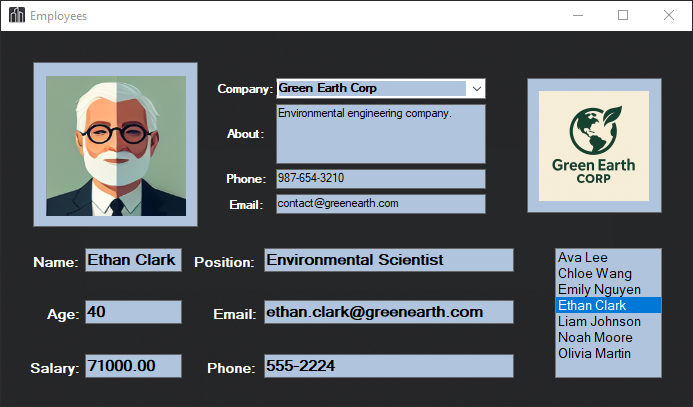 Employees
Company: Green Earth Corp
About: Environmental engineering company.
Phone: 987-654-3210
Email: contact@greenearth.com
Green Earth
CORP
Name: Ethan Clark Position: Environmental Scientist
Age: 40 Email: ethan.clark@greenearth.com
Salary: 71000.00 Phone: 555-2224
Ava Lee
Chloe Wang
Emily Nguyen
Ethan Clark
Liam Johnson
Noah Moore
Olivia Martin